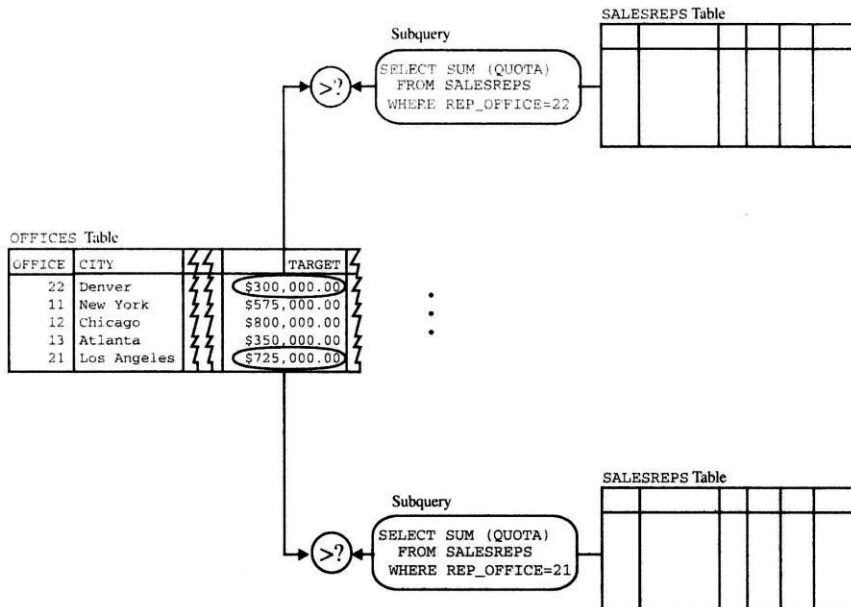 SALESREPS Table
Subquery
>?
SELECT SUM (QUOTA)
FROM SALESREPS
WHERE REP_OFFICE=22
OFFICES Table
OFFICE CITY TARGET
22 Denver $300,000.00
11 New York $575,000.00
12 Chicago $800,000.00
13 Atlanta $350,000.00
21 Los Angeles $725,000.00
SALESREPS Table
Subquery
>?
SELECT SUM (QUOTA)
FROM SALESREPS
WHERE REP_OFFICE=21